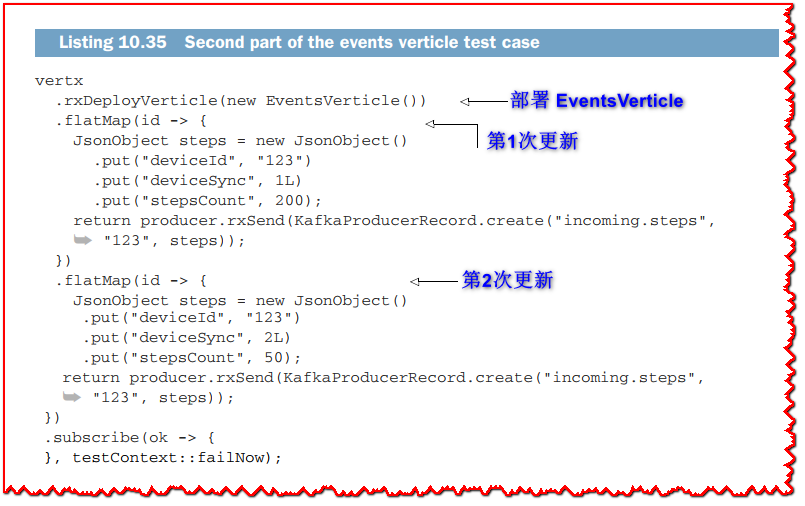 Listing 10.35 Second part of the events verticle test case
vertx
.rxDeployVerticle(new EventsVerticle())
部署 EventsVerticle
.flatMap(id -> {
第1次更新
JsonObject steps = new JsonObject()
.put("deviceId", "123")
.put("deviceSync", 1L)
.put("stepsCount", 200);
return producer.rxSend(KafkaProducerRecord.create("incoming.steps",
"123", steps));
})
.flatMap(id -> {
第2次更新
JsonObject steps = new JsonObject()
.put("deviceId", "123")
.put("deviceSync", 2L)
.put("stepsCount", 50);
return producer.rxSend(KafkaProducerRecord.create("incoming.steps",
"123", steps));
})
.subscribe(ok -> {
}, testContext::failNow);